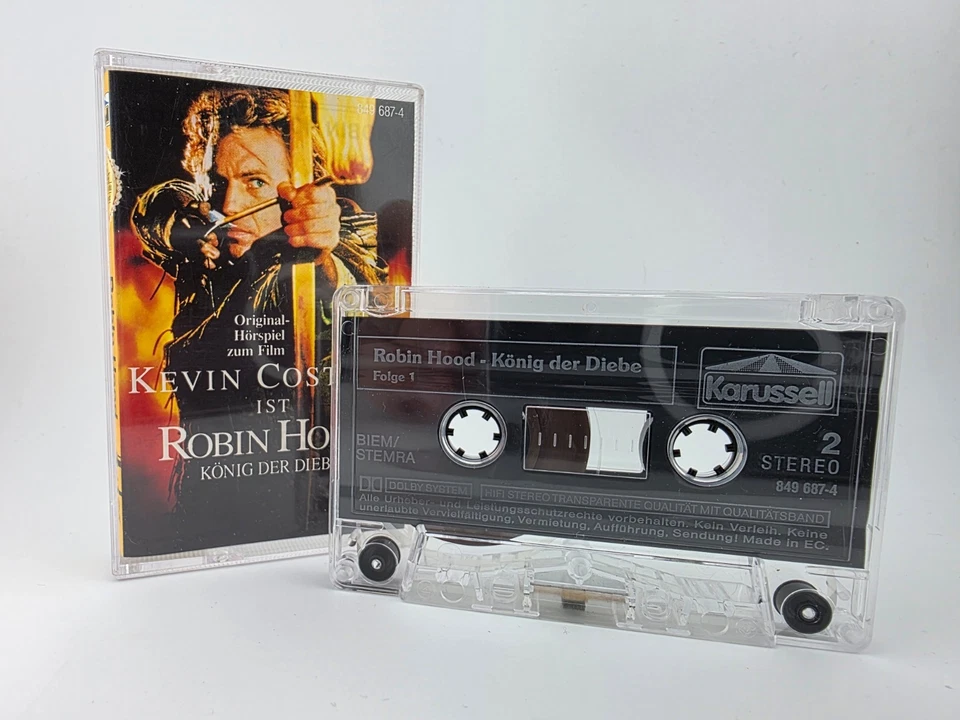 849 687-4
Original-
Hörspiel
zum Film
KEVIN COST
IST
ROBIN HO
KÖNIG DER DIEB
Robin Hood - König der Diebe
Folge 1
Karussell
BIEM/
STEMRA
2
STEREO
849 687-4
DOLBY SYSTEM
HIFI STEREO TRANSPARENTE QUALITÄT MIT QUALITÄTSBAND
Alle Urheber- und Leistungsschutzrechte vorbehalten. Kein Verleih. Keine
unerlaubte Vervielfältigung, Vermietung, Aufführung, Sendung! Made in EC.